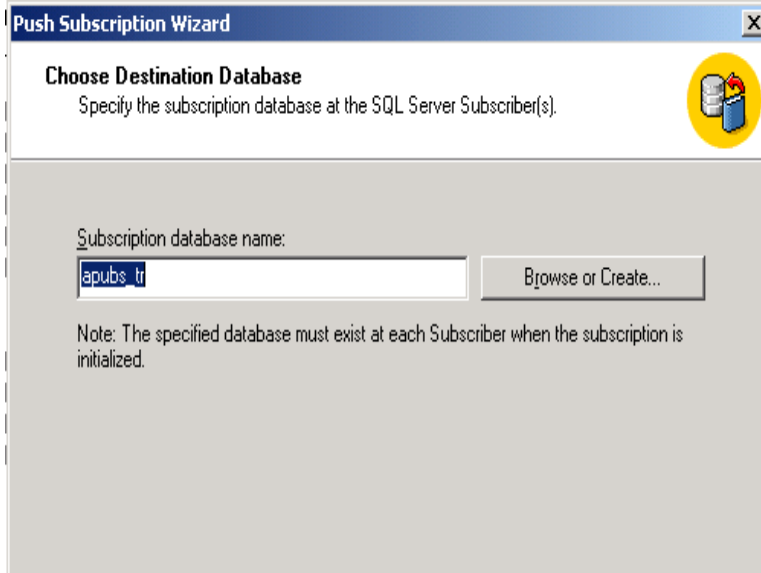 Push Subscription Wizard
Choose Destination Database
Specify the subscription database at the SQL Server Subscriber(s).
Subscription database name:
apubs_tr
Browse or Create...
Note: The specified database must exist at each Subscriber when the subscription is
initialized.